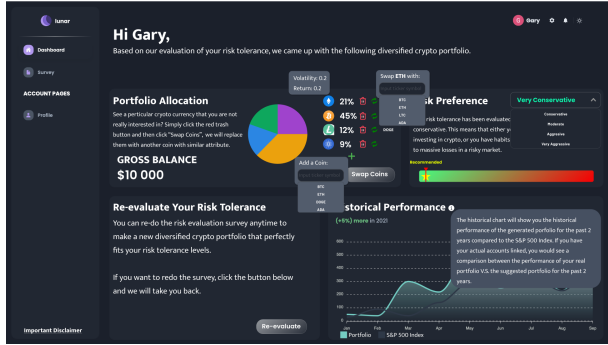 lunar
Dashboard
Survey
ACCOUNT PAGES
Profile
Important Disclaimer
G Gary
Hi Gary,
Based on our evaluation of your risk tolerance, we came up with the following diversified crypto portfolio.
Volatility: 0.2
Return: 0.2
Swap ETH with:
BTC
ETH
LTC
ADA
DOGE
Portfolio Allocation
See a particular crypto currency that you are not
really interested in? Simply click the red trash
button and then click "Swap Coins", we will replace
them with another coin with similar attribute.
GROSS BALANCE
$10 000
21%
45%
12%
9%
+
Add a Coin:
BTC
ETH
DOGE
ADA
Swap Coins
sk Preference
Very Conservative
Conservative
Moderate
Aggressive
Very Aggressive
risk tolerance has been evaluated
conservative. This means that either y
investing in crypto, or you have habits
to massive losses in a risky market.
Recommended
Re-evaluate Your Risk Tolerance
You can re-do the risk evaluation survey anytime to
make a new diversified crypto portfolio that perfectly
fits your risk tolerance levels.
If you want to redo the survey, click the button below
and we will take you back.
Re-evaluate
istorical Performance
(+5%) more in 2021
The historical chart will show you the historical
performance of the generated porfolio for the past 2
years compared to the S&P 500 Index. If you have
your actual accounts linked, you would see a
comparison between the performance of your real
portfolio V.S. the suggested portfolio for the past 2
years.
600
500
400
300
200
100
0
Jan Feb Mar Apr May Jun Jul Aug Sep
Portfolio S&P 500 Index